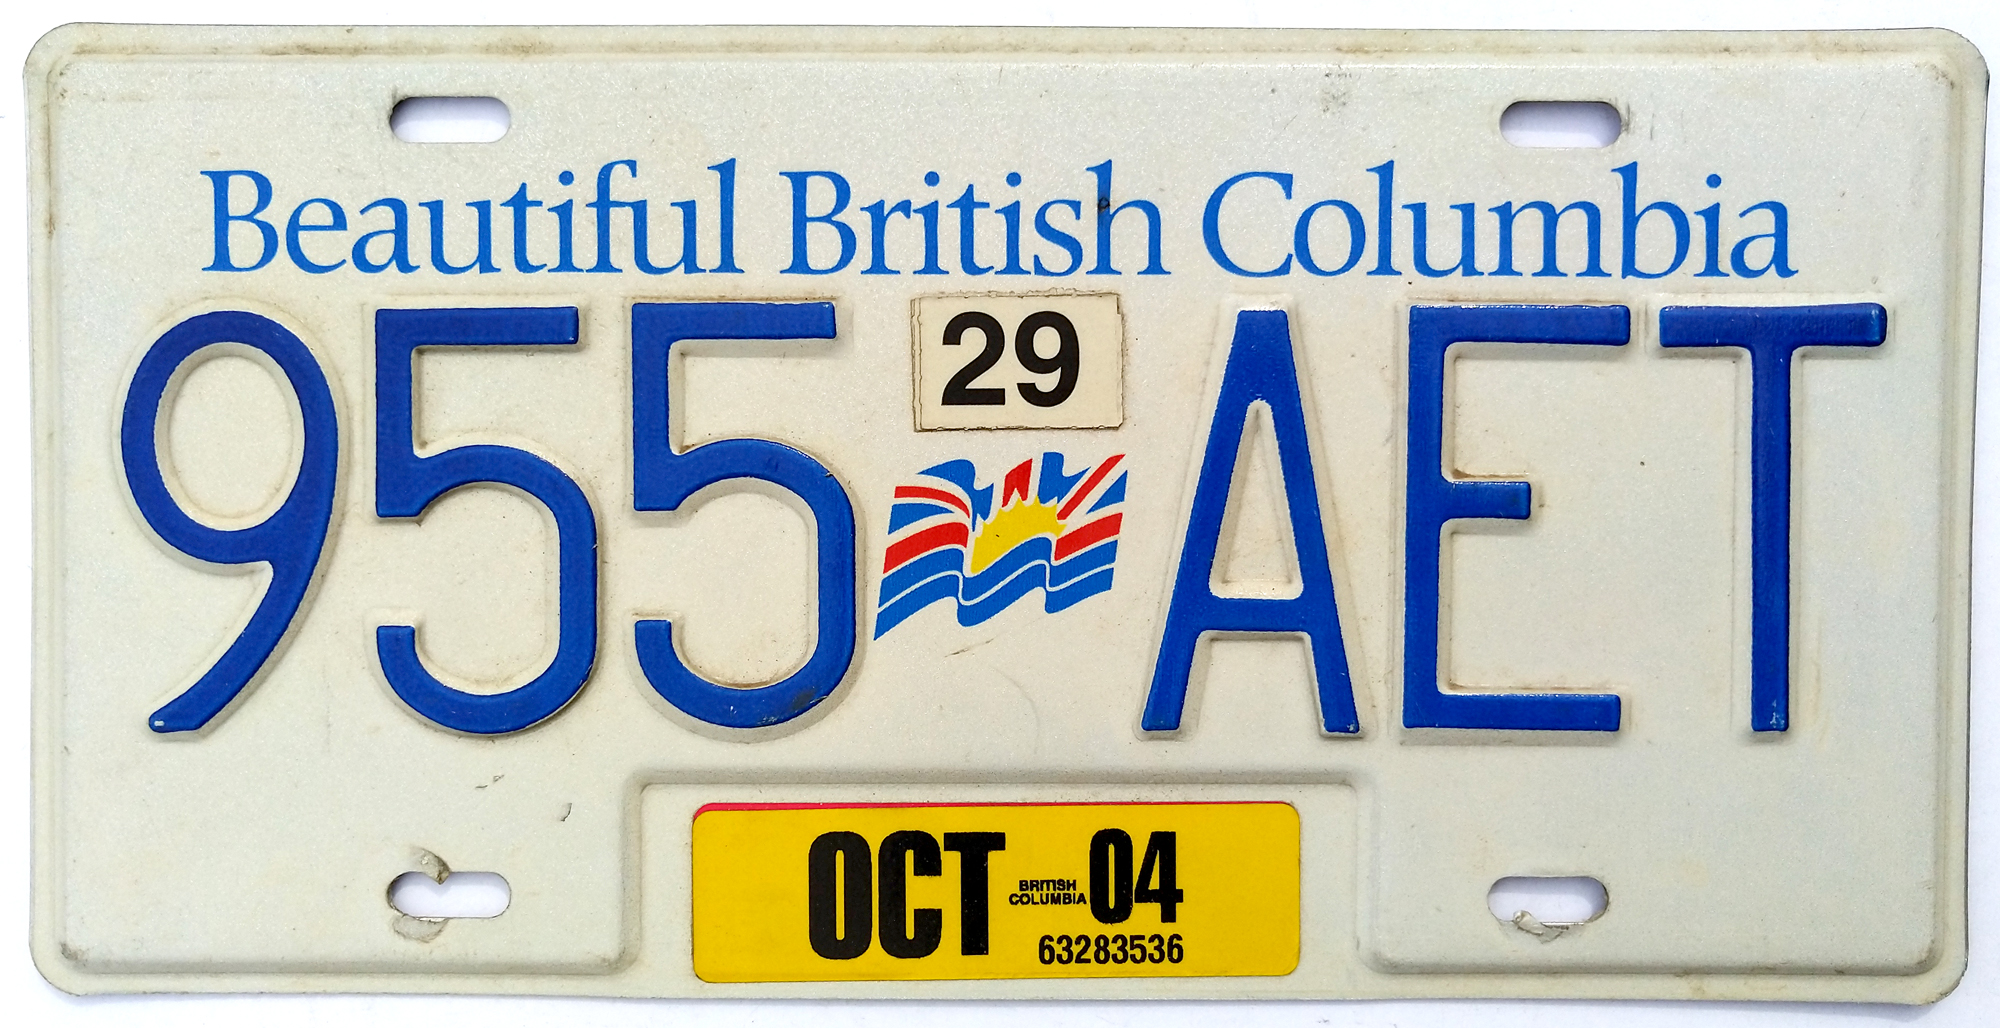 Beautiful British Columbia
955 29 AET
OCT BRITISH COLUMBIA 04
63283536